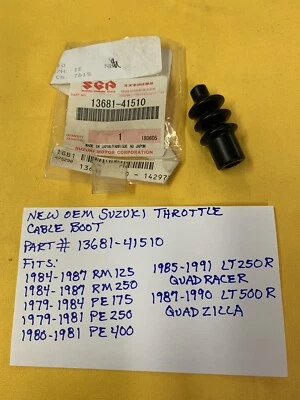 SGP
13681-41510
1
MADE IN JAPAN
SUZUKI MOTOR CORPORATION
NEW OEM SUZUKI THROTTLE
CABLE BOOT
PART# 13681-41510
FITS:
1984-1987 RM125
1984-1987 RM250
1979-1984 PE175
1979-1981 PE250
1980-1981 PE400
1985-1991 LT250R
QUADRACER
1987-1990 LT500R
QUADZILLA